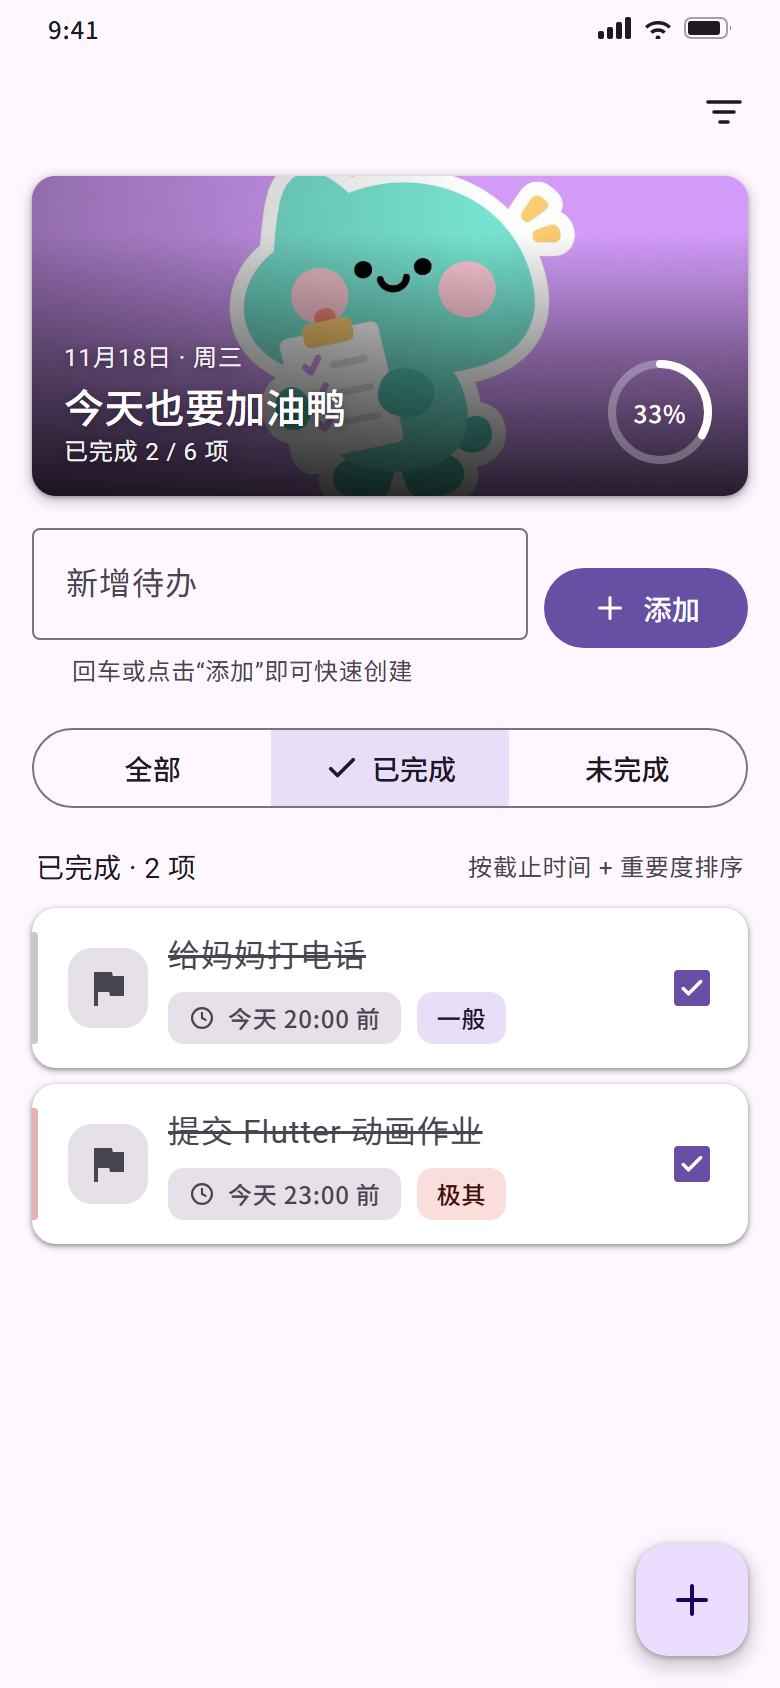 9:41
11月18日 · 周三
今天也要加油鸭
已完成 2 / 6 项
33%
新增待办
添加
回车或点击“添加”即可快速创建
全部
已完成
未完成
已完成 · 2 项
按截止时间 + 重要度排序
给妈妈打电话
今天 20:00 前
一般
提交 Flutter 动画作业
今天 23:00 前
极其